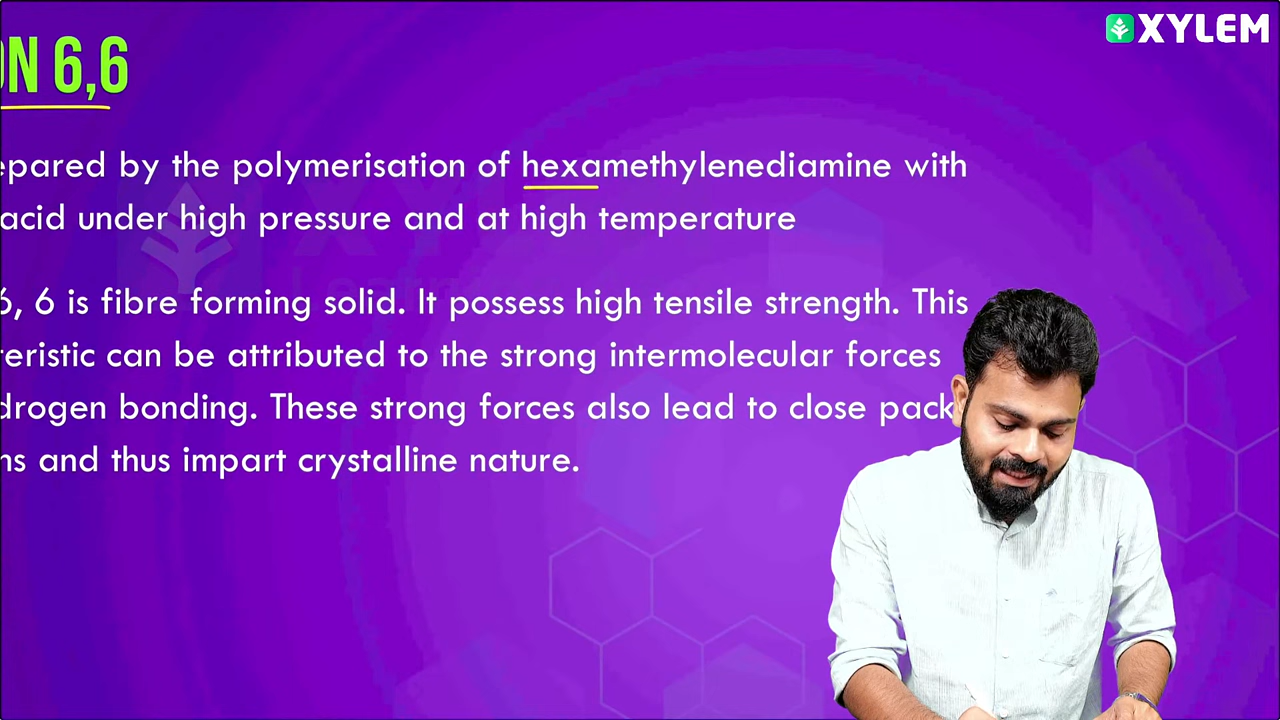 XYLEM
ON 6,6
epared by the polymerisation of hexamethylenediamine with
acid under high pressure and at high temperature
6, 6 is fibre forming solid. It possess high tensile strength. This
teristic can be attributed to the strong intermolecular forces
drogen bonding. These strong forces also lead to close pack
ns and thus impart crystalline nature.